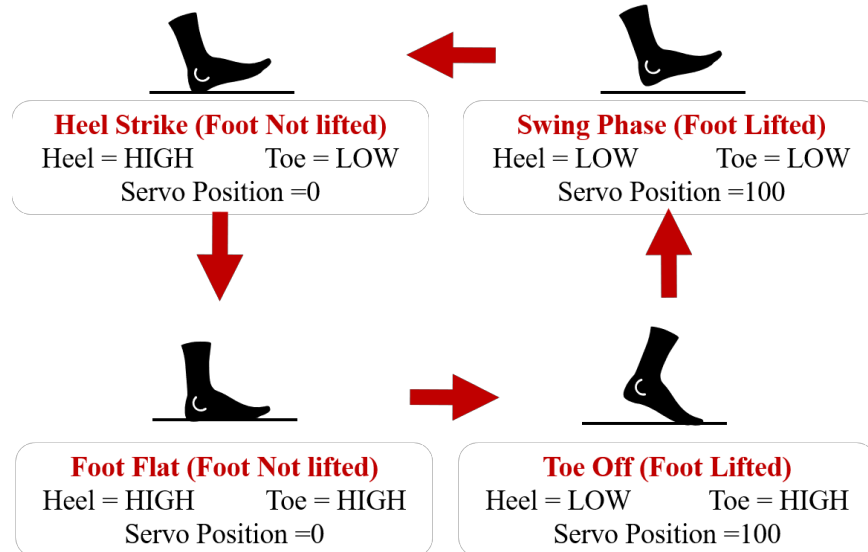 Heel Strike (Foot Not lifted)
Heel = HIGH Toe = LOW
Servo Position =0
Swing Phase (Foot Lifted)
Heel = LOW Toe = LOW
Servo Position =100
Foot Flat (Foot Not lifted)
Heel = HIGH Toe = HIGH
Servo Position =0
Toe Off (Foot Lifted)
Heel = LOW Toe = HIGH
Servo Position =100